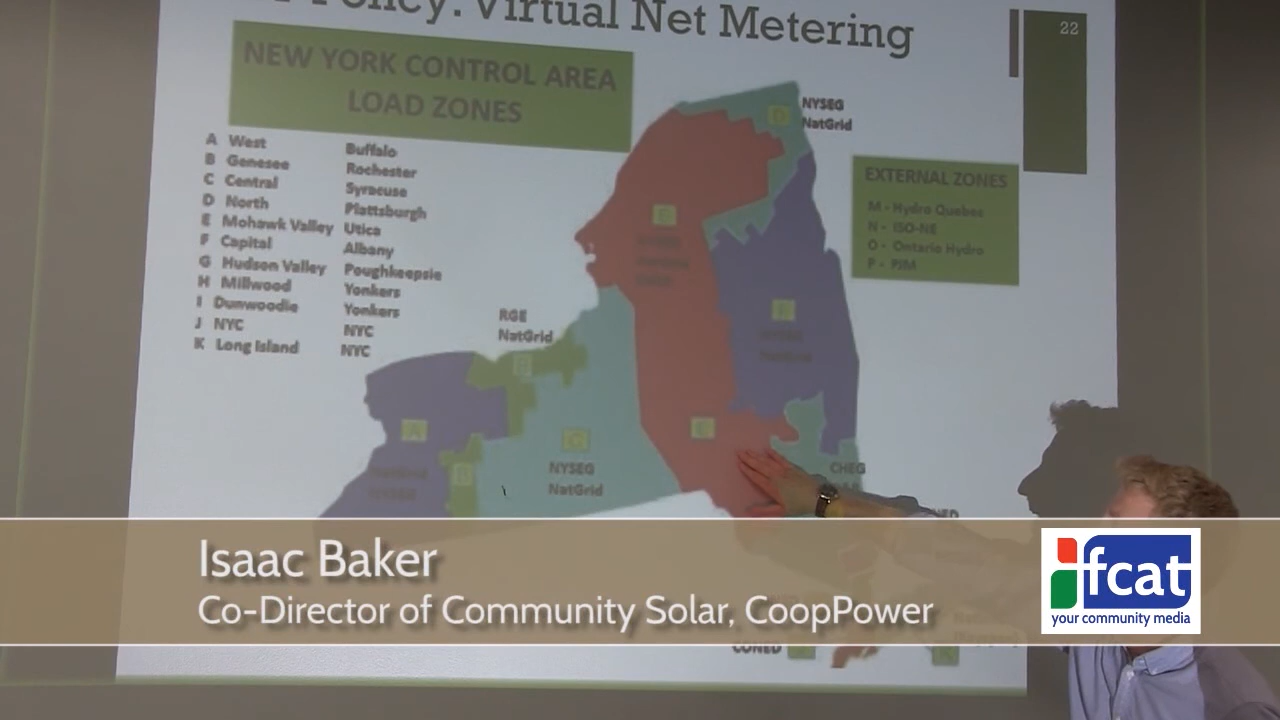 Policy: Virtual Net Metering
22
NEW YORK CONTROL AREA
LOAD ZONES
A West Buffalo
B Genesee Rochester
C Central Syracuse
D North Plattsburgh
E Mohawk Valley Utica
F Capital Albany
G Hudson Valley Poughkeepsie
H Millwood Yonkers
I Dunwoodie Yonkers
J NYC NYC
K Long Island NYC
NYSEG
NatGrid
D
EXTERNAL ZONES
M - Hydro Quebec
N - ISO-NE
O - Ontario Hydro
P - PJM
E
F
RGE
NatGrid
B
A
C
E
NYSEG
NatGrid
B
CHEG
Isaac Baker
Co-Director of Community Solar, CoopPower
fcat
your community media
CONED